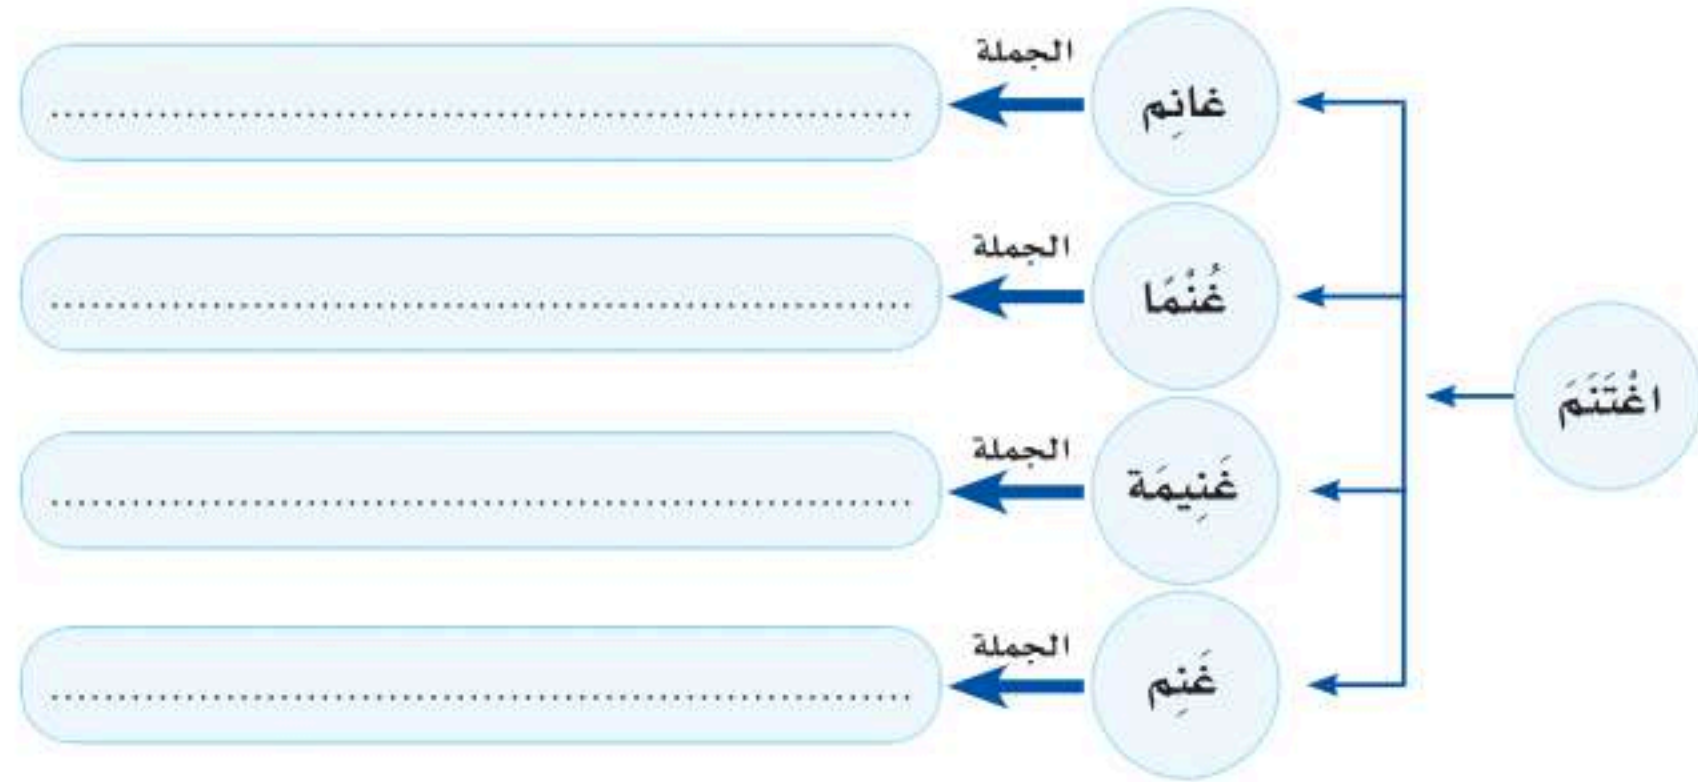 اغْتَنَمَ
غانِم
الجملة
غُنْمَا
الجملة
غَنِيمَة
الجملة
غَنِم
الجملة